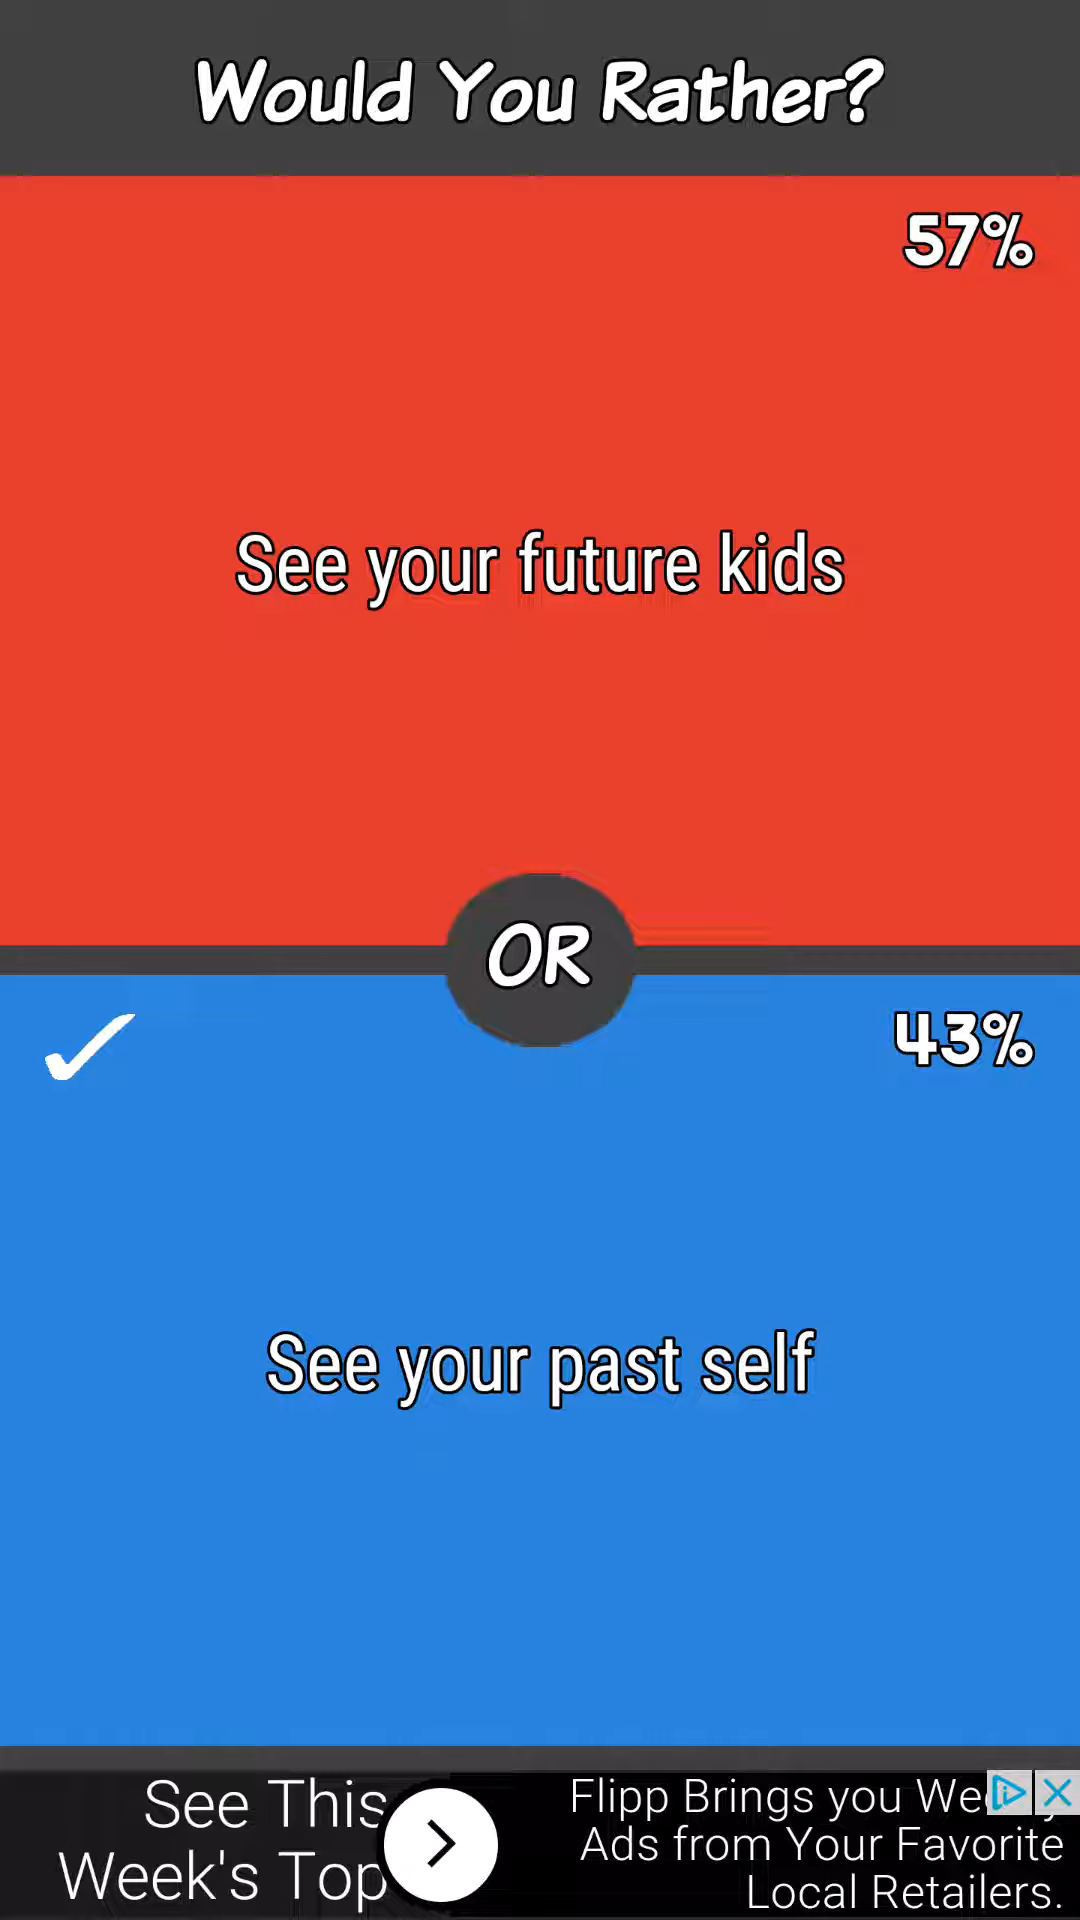 Would You Rather?
57%
See your future kids
OR
43%
See your past self
See This
Week's Top
Flipp Brings you
Ads from Your Favorite
Local Retailers.